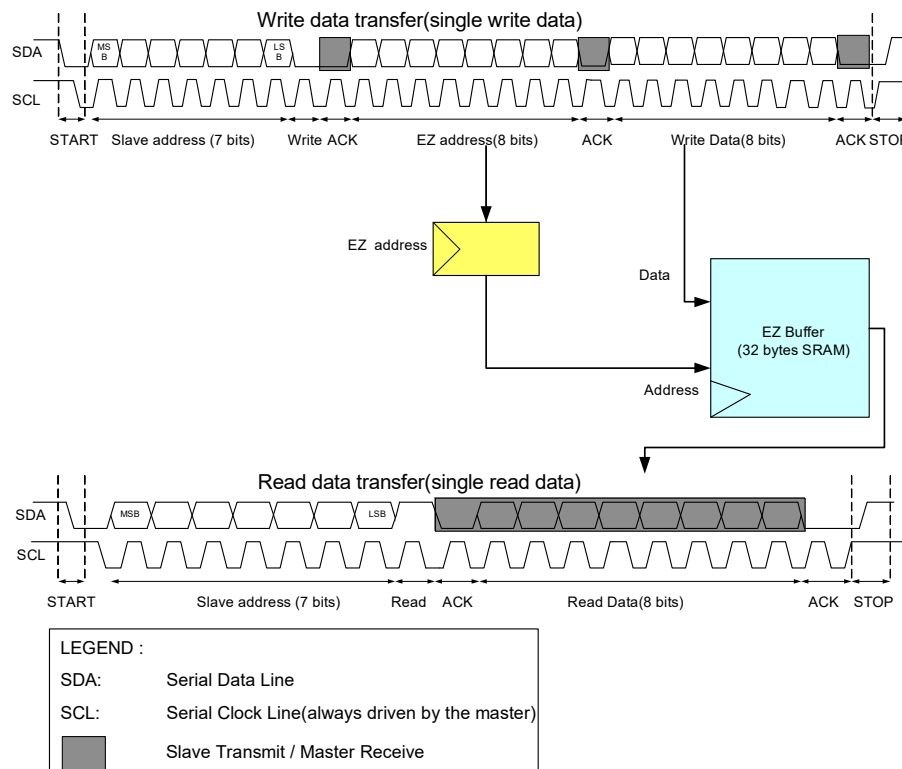 Write data transfer(single write data)
SDA
MS
B
LS
B
SCL
START Slave address (7 bits) Write ACK EZ address(8 bits) ACK Write Data(8 bits) ACK STOP
EZ address
Data
EZ Buffer
(32 bytes SRAM)
Address
Read data transfer(single read data)
SDA
MSB LSB
SCL
START Slave address (7 bits) Read ACK Read Data(8 bits) ACK STOP
LEGEND :
SDA: Serial Data Line
SCL: Serial Clock Line(always driven by the master)
Slave Transmit / Master Receive